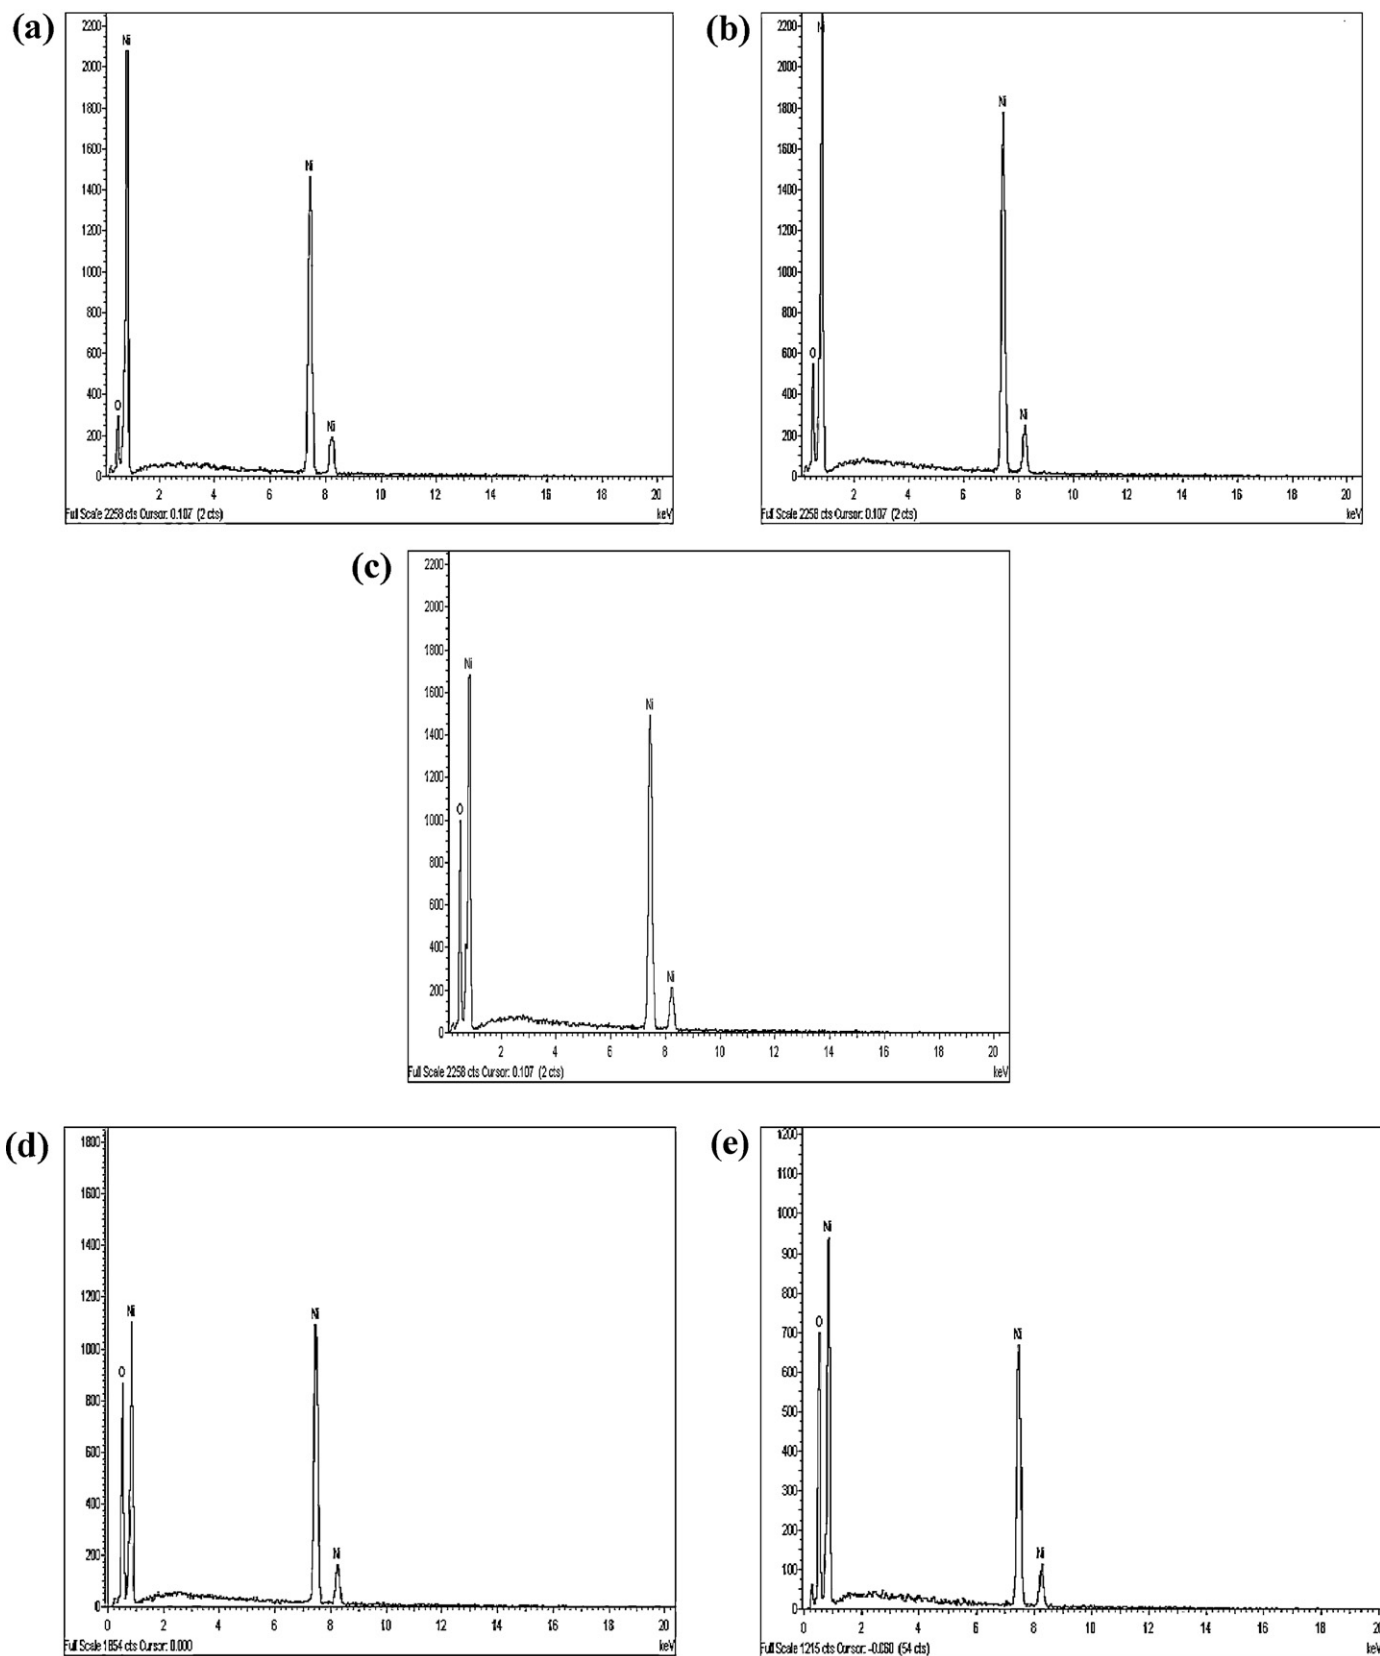 (a)
2200
2000
1800
1600
1400
1200
1000
800
600
400
200
0
Ni
O
Ni
Ni
2 4 6 8 10 12 14 16 18 20
Full Scale 2258 cts Cursor: 0.107 (2 cts) keV
(b)
2200
2000
1800
1600
1400
1200
1000
800
600
400
200
0
Ni
O
Ni
Ni
2 4 6 8 10 12 14 16 18 20
Full Scale 2258 cts Cursor: 0.107 (2 cts) keV
(c)
2200
2000
1800
1600
1400
1200
1000
800
600
400
200
0
Ni
O
Ni
Ni
2 4 6 8 10 12 14 16 18 20
Full Scale 2258 cts Cursor: 0.107 (2 cts) keV
(d)
1800
1600
1400
1200
1000
800
600
400
200
0
Ni
O
Ni
Ni
0 2 4 6 8 10 12 14 16 18 20
Full Scale 1854 cts Cursor: 0.000 keV
(e)
1200
1100
1000
900
800
700
600
500
400
300
200
100
0
Ni
O
Ni
Ni
0 2 4 6 8 10 12 14 16 18 20
Full Scale 1215 cts Cursor: -0.060 (54 cts) keV